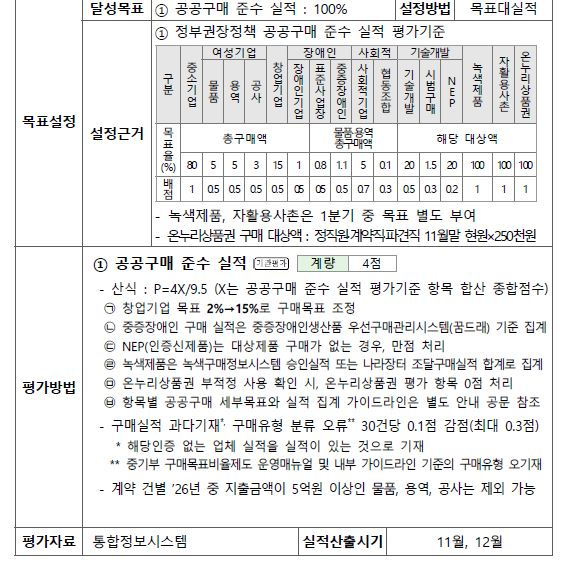 달성목표 ① 공공구매 준수 실적 : 100% 설정방법 목표대실적
목표설정 설정근거
① 정부권장정책 공공구매 준수 실적 평가기준
구분 중소기업 여성기업 창업기업 장애인 사회적 기술개발 녹색제품 자활용사촌 온누리상품권
물품 용역 공사 장애인기업 표준사업장 중증장애인 사회적기업 협동조합 기술개발 시범구매 NEP
목표율(%) 총구매액 물품·용역 총구매액 해당 대상액
80 5 5 3 15 1 0.8 1.1 5 0.1 20 1.5 20 100 100 100
배점 1 0.5 0.5 0.5 0.5 0.5 0.5 0.5 0.7 0.3 0.5 0.3 0.2 1 1 1
- 녹색제품, 자활용사촌은 1분기 중 목표 별도 부여
- 온누리상품권 구매 대상액 : 정직원·계약직·파견직 11월말 현원×250천원
평가방법
① 공공구매 준수 실적 기관평가 계량 4점
- 산식 : P=4X/9.5 (X는 공공구매 준수 실적 평가기준 항목 합산 종합점수)
㉠ 창업기업 목표 2%→15%로 구매목표 조정
㉡ 중증장애인 구매 실적은 중증장애인생산품 우선구매관리시스템(꿈드래) 기준 집계
㉢ NEP(인증신제품)는 대상제품 구매가 없는 경우, 만점 처리
㉣ 녹색제품은 녹색구매정보시스템 승인실적 또는 나라장터 조달구매실적 합계로 집계
㉤ 온누리상품권 부적정 사용 확인 시, 온누리상품권 평가 항목 0점 처리
㉥ 항목별 공공구매 세부목표와 실적 집계 가이드라인은 별도 안내 공문 참조
- 구매실적 과다기재*, 구매유형 분류 오류** 30건당 0.1점 감점(최대 0.3점)
* 해당인증 없는 업체 실적을 실적이 있는 것으로 기재
** 중기부 구매목표비율제도 운영매뉴얼 및 내부 가이드라인 기준의 구매유형 오기재
- 계약 건별 '26년 중 지출금액이 5억원 이상인 물품, 용역, 공사는 제외 가능
평가자료 통합정보시스템 실적산출시기 11월, 12월